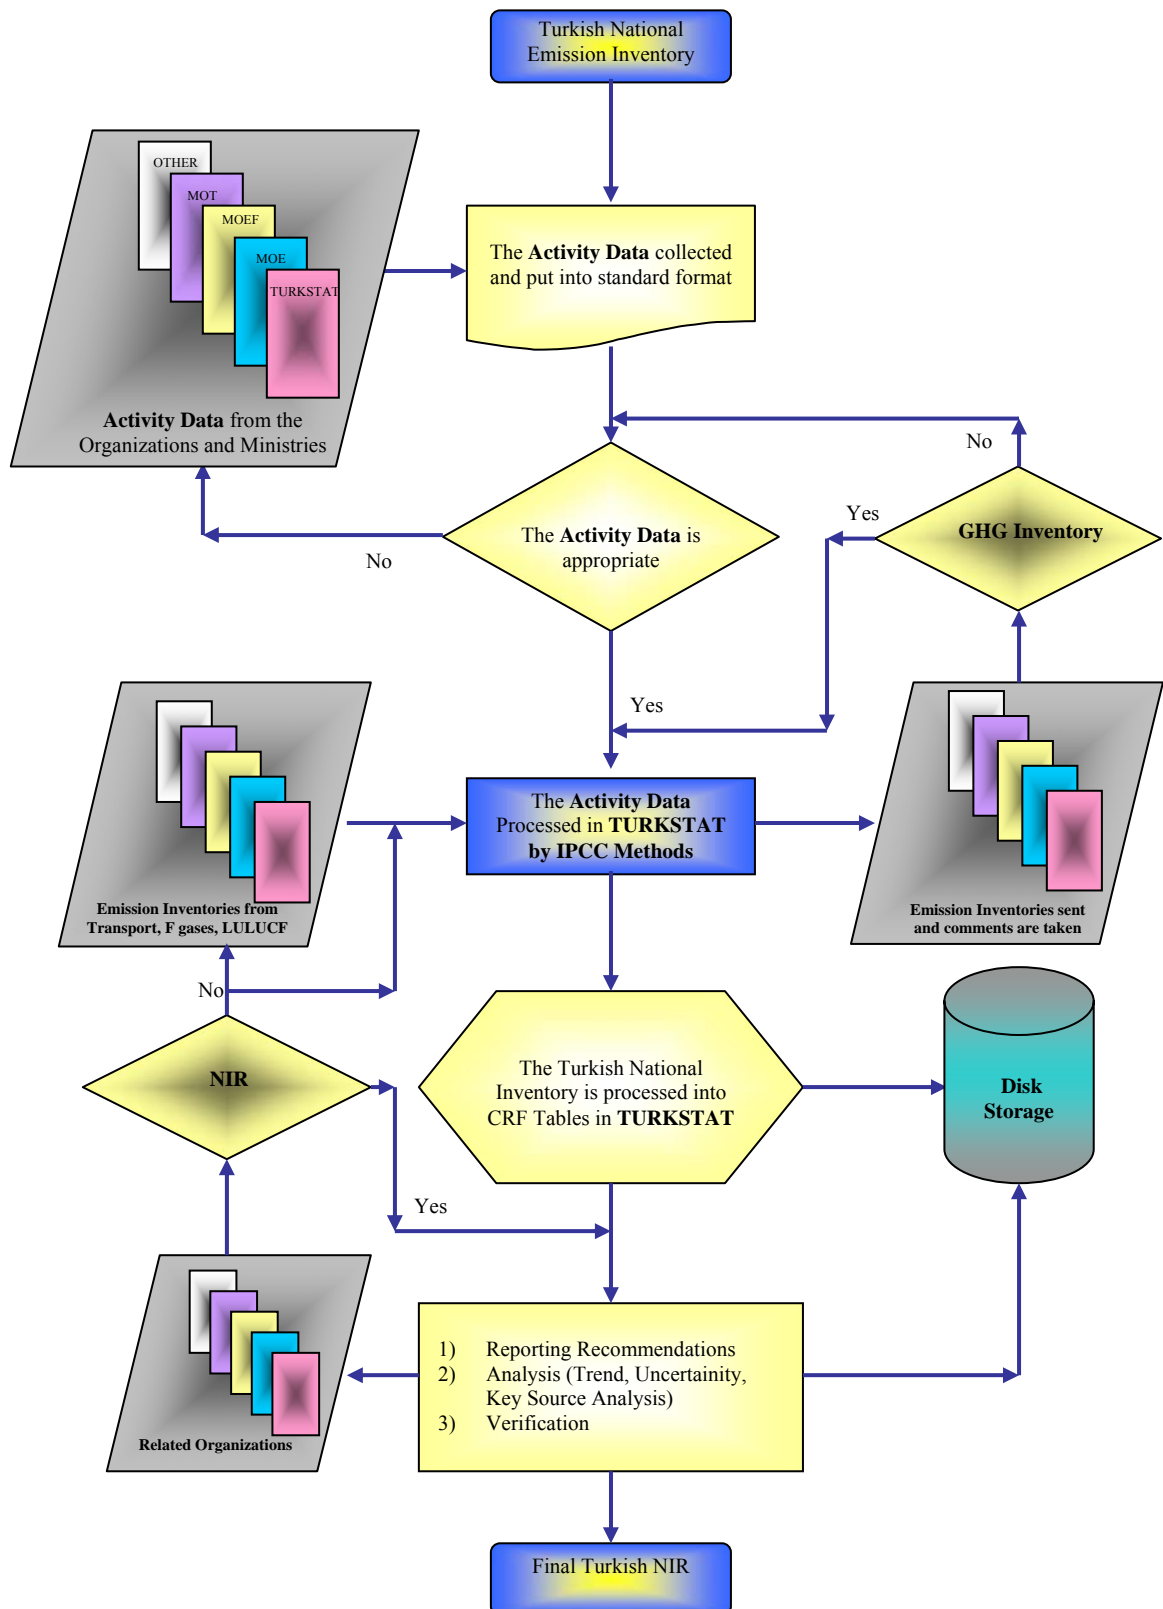 Turkish National
Emission Inventory
OTHER
MOT
MOEF
MOE
TURKSTAT
Activity Data from the
Organizations and Ministries
The Activity Data collected
and put into standard format
No
Yes
GHG Inventory
The Activity Data is
appropriate
No
Yes
The Activity Data
Processed in TURKSTAT
by IPCC Methods
Emission Inventories from
Transport, F gases, LULUCF
Emission Inventories sent
and comments are taken
No
NIR
The Turkish National
Inventory is processed into
CRF Tables in TURKSTAT
Disk
Storage
Yes
Related Organizations
1) Reporting Recommendations
2) Analysis (Trend, Uncertainity,
Key Source Analysis)
3) Verification
Final Turkish NIR